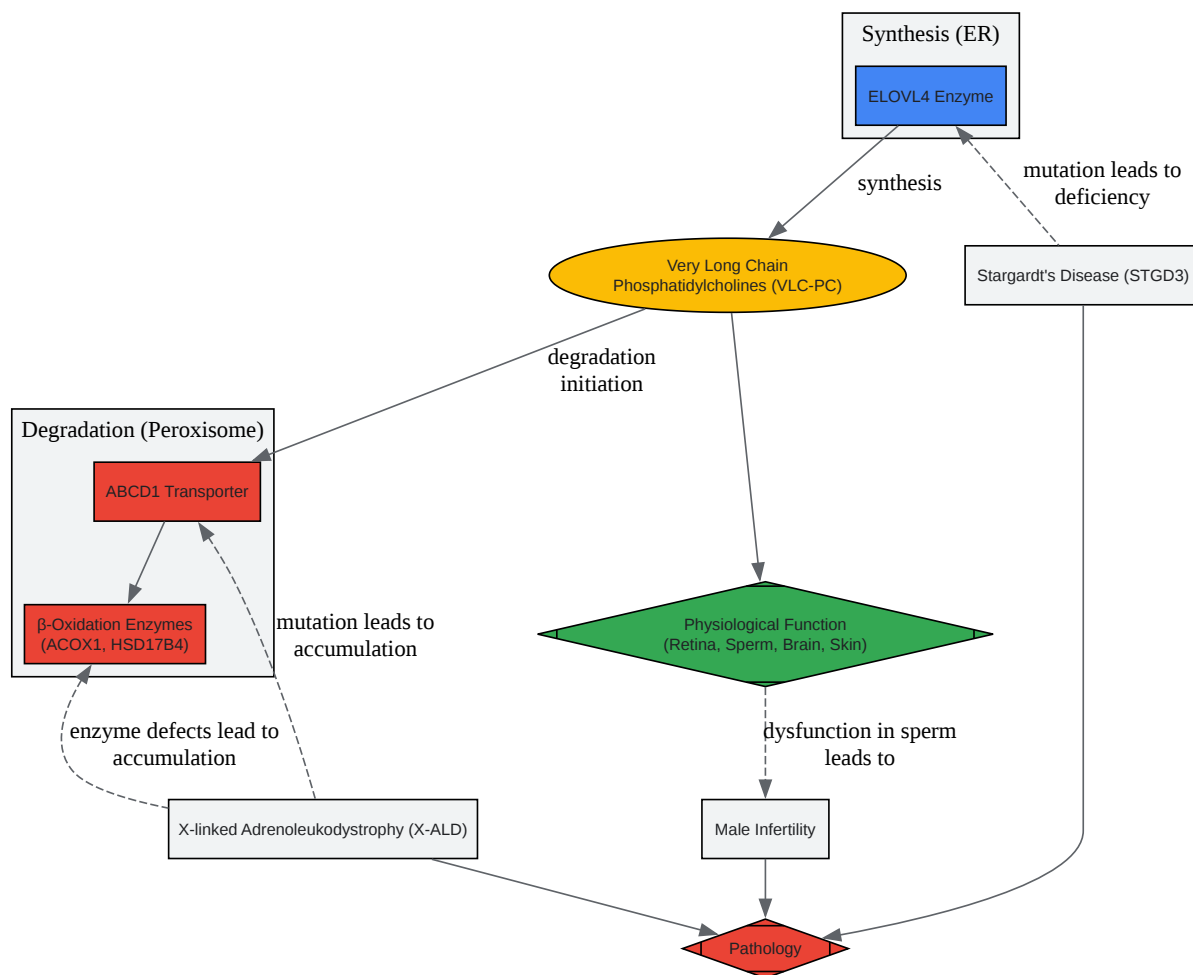 Synthesis (ER)
ELOVL4 Enzyme
synthesis
mutation leads to
deficiency
Very Long Chain
Phosphatidylcholines (VLC-PC)
Stargardt's Disease (STGD3)
degradation
initiation
Degradation (Peroxisome)
ABCD1 Transporter
β-Oxidation Enzymes
(ACOX1, HSD17B4)
mutation leads to
accumulation
Physiological Function
(Retina, Sperm, Brain, Skin)
enzyme defects lead to
accumulation
dysfunction in sperm
leads to
X-linked Adrenoleukodystrophy (X-ALD)
Male Infertility
Pathology